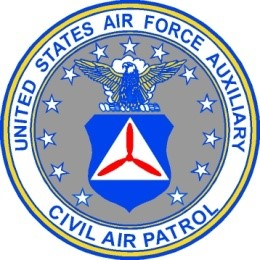 UNITED STATES AIR FORCE AUXILIARY
CIVIL AIR PATROL